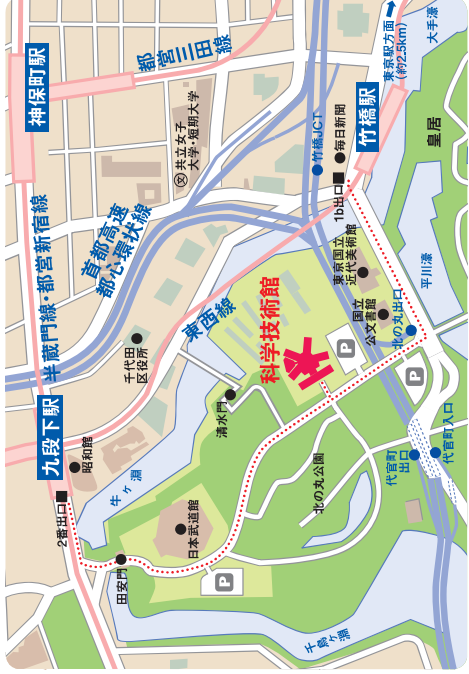 神保町駅
都営三田線
東京駅方面
(約2.5km)
大手濠
竹橋駅
半蔵門線・都営新宿線
共立女子
大学・短期大学
文
竹橋JCT
毎日新聞
1b出口
皇居
首都高速
都心環状線
東京国立
近代美術館
平川濠
東西線
科学技術館
国立
公文書館
北の丸出口
千代田
区役所
P
P
九段下駅
昭和館
清水門
代官町
出口
代官町入口
2番出口
牛ヶ淵
日本武道館
北の丸公園
田安門
P
千鳥ヶ淵